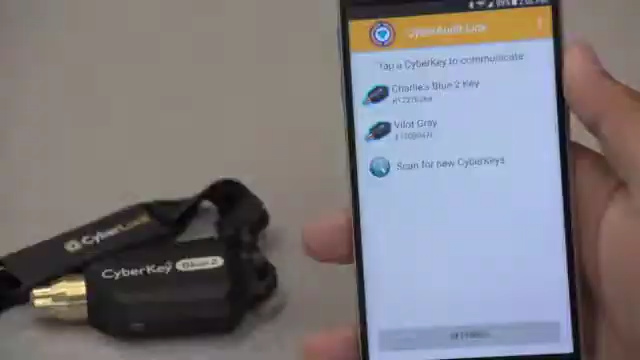 CyberAudit Link
Tap a CyberKey to communicate
Charlie's Blue 2 Key
Vilot Gray
Scan for new CyberKeys
CyberLock
CyberKey Blue 2